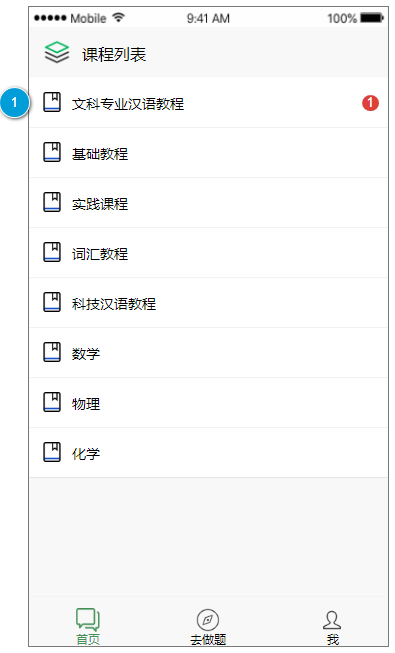 Mobile 9:41 AM 100%
课程列表
1 文科专业汉语教程 1
基础教程
实践课程
词汇教程
科技汉语教程
数学
物理
化学
首页 去做题 我